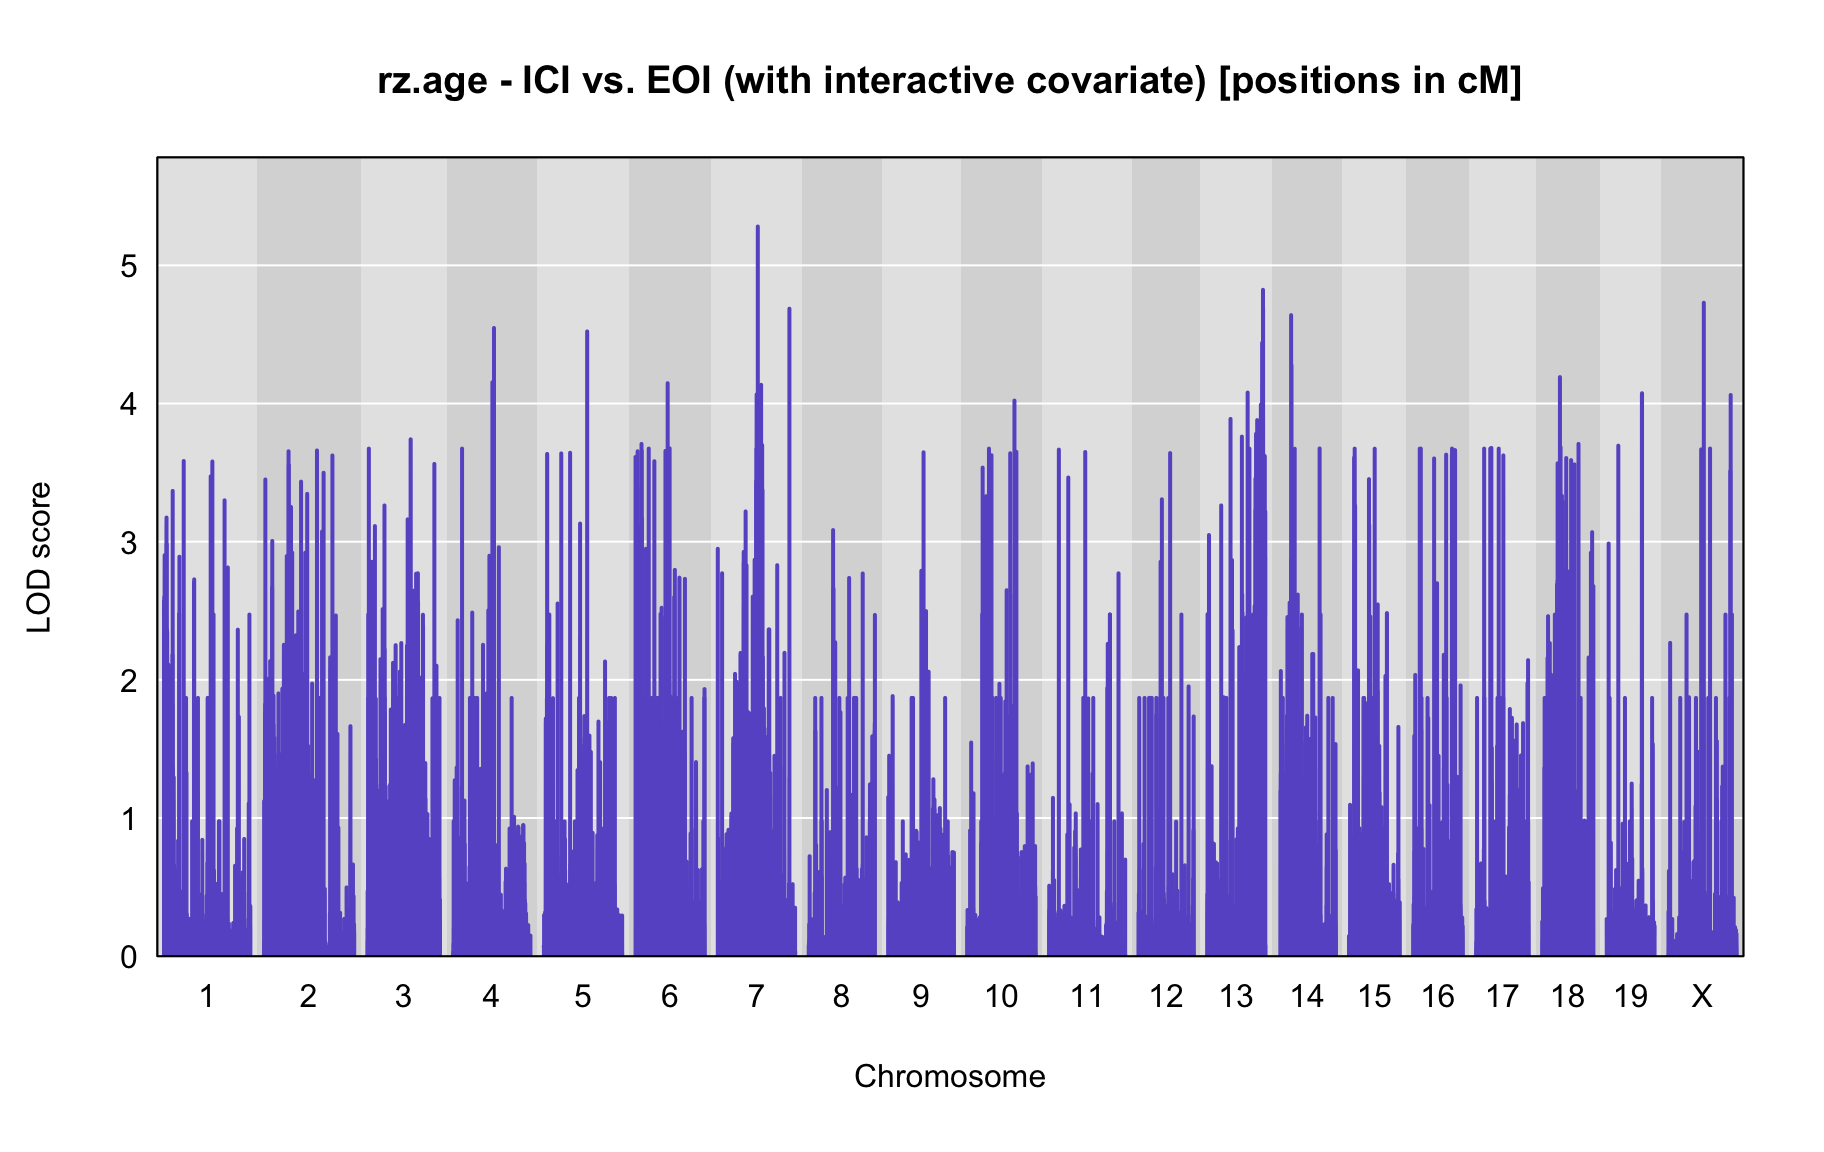 rz.age - ICI vs. EOI (with interactive covariate) [positions in cM]
LOD score
5
4
3
2
1
0
1 2 3 4 5 6 7 8 9 10 11 12 13 14 15 16 17 18 19 X
Chromosome